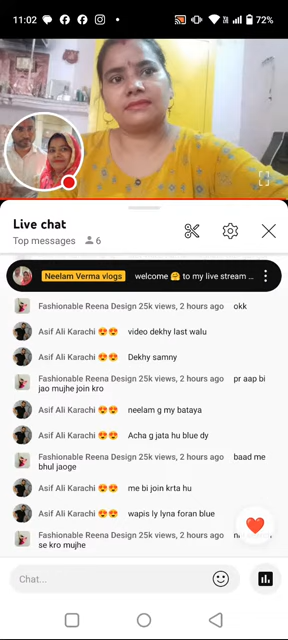 11:02 72%
Live chat
Top messages 6
Neelam Verma vlogs welcome 🤗 to my live stream ...
Fashionable Reena Design 25k views, 2 hours ago okk
Asif Ali Karachi 😍😍 video dekhy last walu
Asif Ali Karachi 😍😍 Dekhy samny
Fashionable Reena Design 25k views, 2 hours ago pr aap bi
jao mujhe join kro
Asif Ali Karachi 😍😍 neelam g my bataya
Asif Ali Karachi 😍😍 Acha g jata hu blue dy
Fashionable Reena Design 25k views, 2 hours ago baad me
bhul jaoge
Asif Ali Karachi 😍😍 me bi join krta hu
Asif Ali Karachi 😍😍 wapis ly lyna foran blue
Fashionable Reena Design 25k views, 2 hours ago
se kro mujhe
Chat...